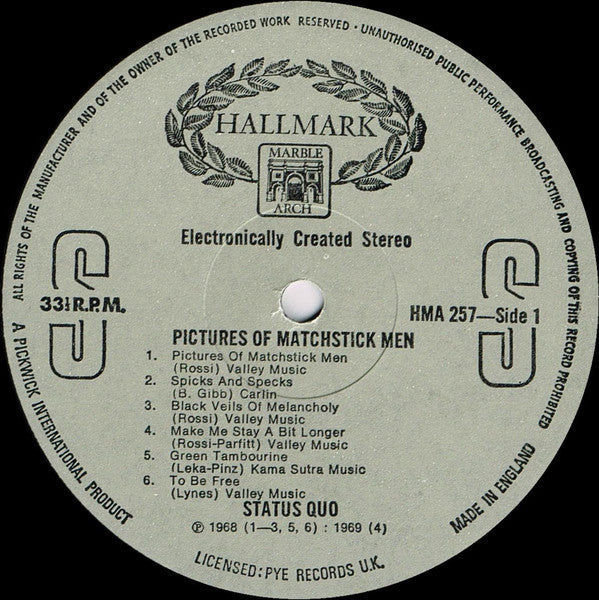 ALL RIGHTS OF THE MANUFACTURER AND OF THE OWNER OF THE RECORDED WORK RESERVED · UNAUTHORISED PUBLIC PERFORMANCE BROADCASTING AND COPYING OF THIS RECORD PROHIBITED
HALLMARK
MARBLE
ARCH
Electronically Created Stereo
S
S
33⅓ R.P.M.
HMA 257—Side 1
PICTURES OF MATCHSTICK MEN
1. Pictures Of Matchstick Men
(Rossi) Valley Music
2. Spicks And Specks
(B. Gibb) Carlin
3. Black Veils Of Melancholy
(Rossi) Valley Music
4. Make Me Stay A Bit Longer
(Rossi-Parfitt) Valley Music
5. Green Tambourine
(Leka-Pinz) Kama Sutra Music
6. To Be Free
(Lynes) Valley Music
STATUS QUO
℗ 1968 (1—3, 5, 6) : 1969 (4)
A PICKWICK INTERNATIONAL PRODUCT
LICENSED: PYE RECORDS U.K.
MADE IN ENGLAND